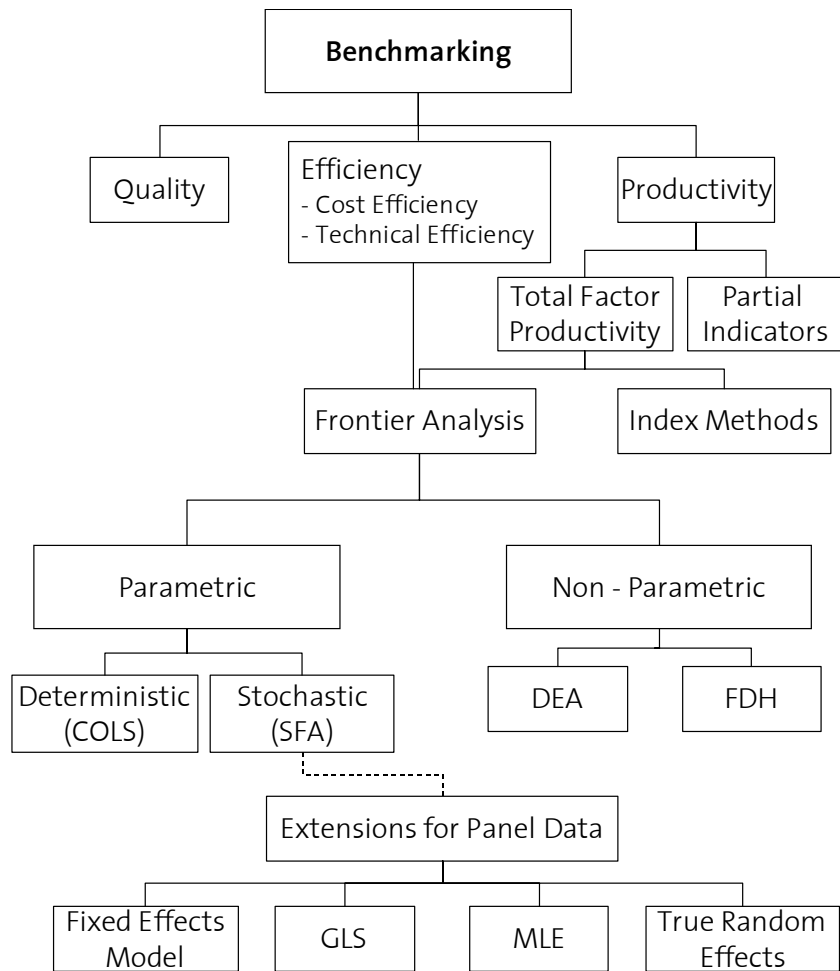 Benchmarking
Quality
Efficiency
- Cost Efficiency
- Technical Efficiency
Productivity
Total Factor
Productivity
Partial
Indicators
Frontier Analysis
Index Methods
Parametric
Non - Parametric
Deterministic
(COLS)
Stochastic
(SFA)
DEA
FDH
Extensions for Panel Data
Fixed Effects
Model
GLS
MLE
True Random
Effects